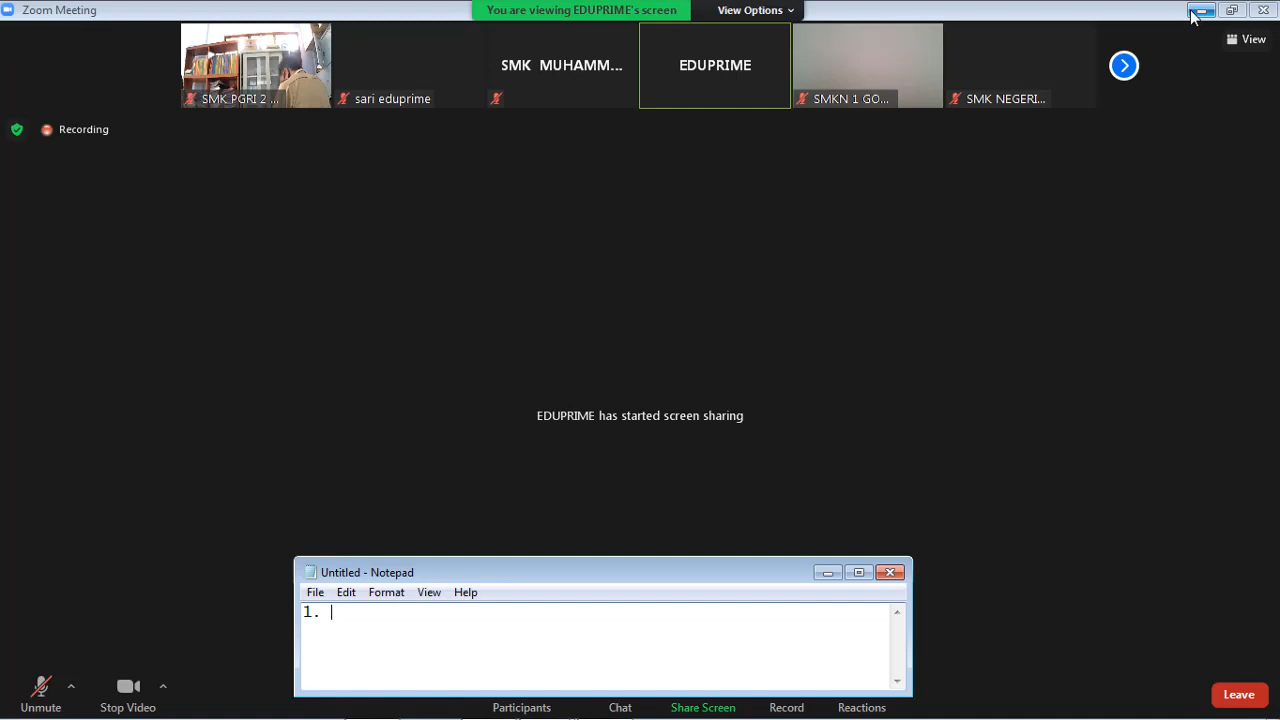 Zoom Meeting
You are viewing EDUPRIME's screen
View Options
View
SMK MUHAMM...
EDUPRIME
SMK PGRI 2 ...
sari eduprime
SMKN 1 GO...
SMK NEGERI...
Recording
EDUPRIME has started screen sharing
Untitled - Notepad
File Edit Format View Help
1.
Unmute
Stop Video
Participants
Chat
Share Screen
Record
Reactions
Leave